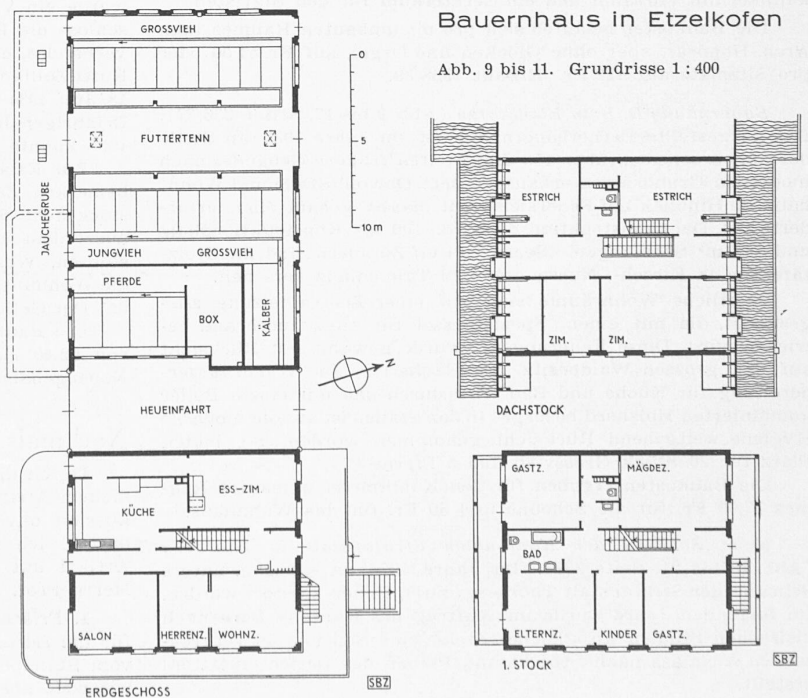 Bauernhaus in Etzelkofen
Abb. 9 bis 11. Grundrisse 1 : 400
GROSSVIEH
FUTTERTENN
JAUCHEGRUBE
JUNGVIEH GROSSVIEH
PFERDE
BOX
KÄLBER
HEUEINFAHRT
KÜCHE
ESS-ZIM.
SALON
HERRENZ.
WOHNZ.
ERDGESCHOSS
SBZ
0
5
10 m
N
ESTRICH
ESTRICH
ZIM.
ZIM.
DACHSTOCK
GASTZ.
MÄGDEZ.
BAD
ELTERNZ.
KINDER
GASTZ.
1. STOCK
SBZ